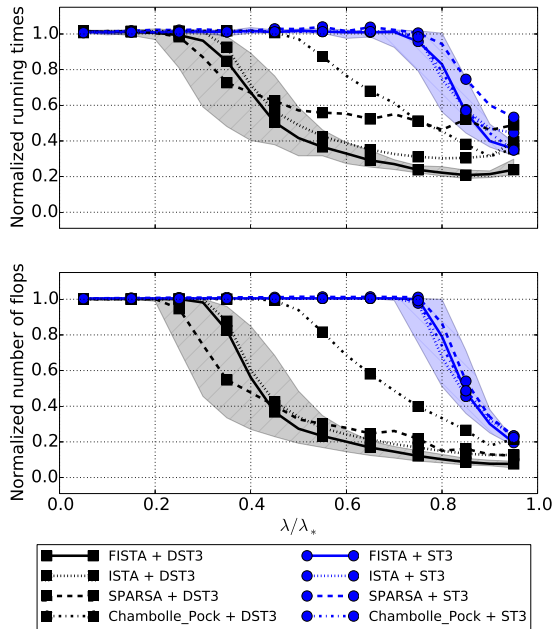 Normalized running times
1.0
0.8
0.6
0.4
0.2
0.0
Normalized number of flops
1.0
0.8
0.6
0.4
0.2
0.0
0.0 0.2 0.4 0.6 0.8 1.0
λ/λ*
FISTA + DST3 FISTA + ST3
ISTA + DST3 ISTA + ST3
SPARSA + DST3 SPARSA + ST3
Chambolle_Pock + DST3 Chambolle_Pock + ST3